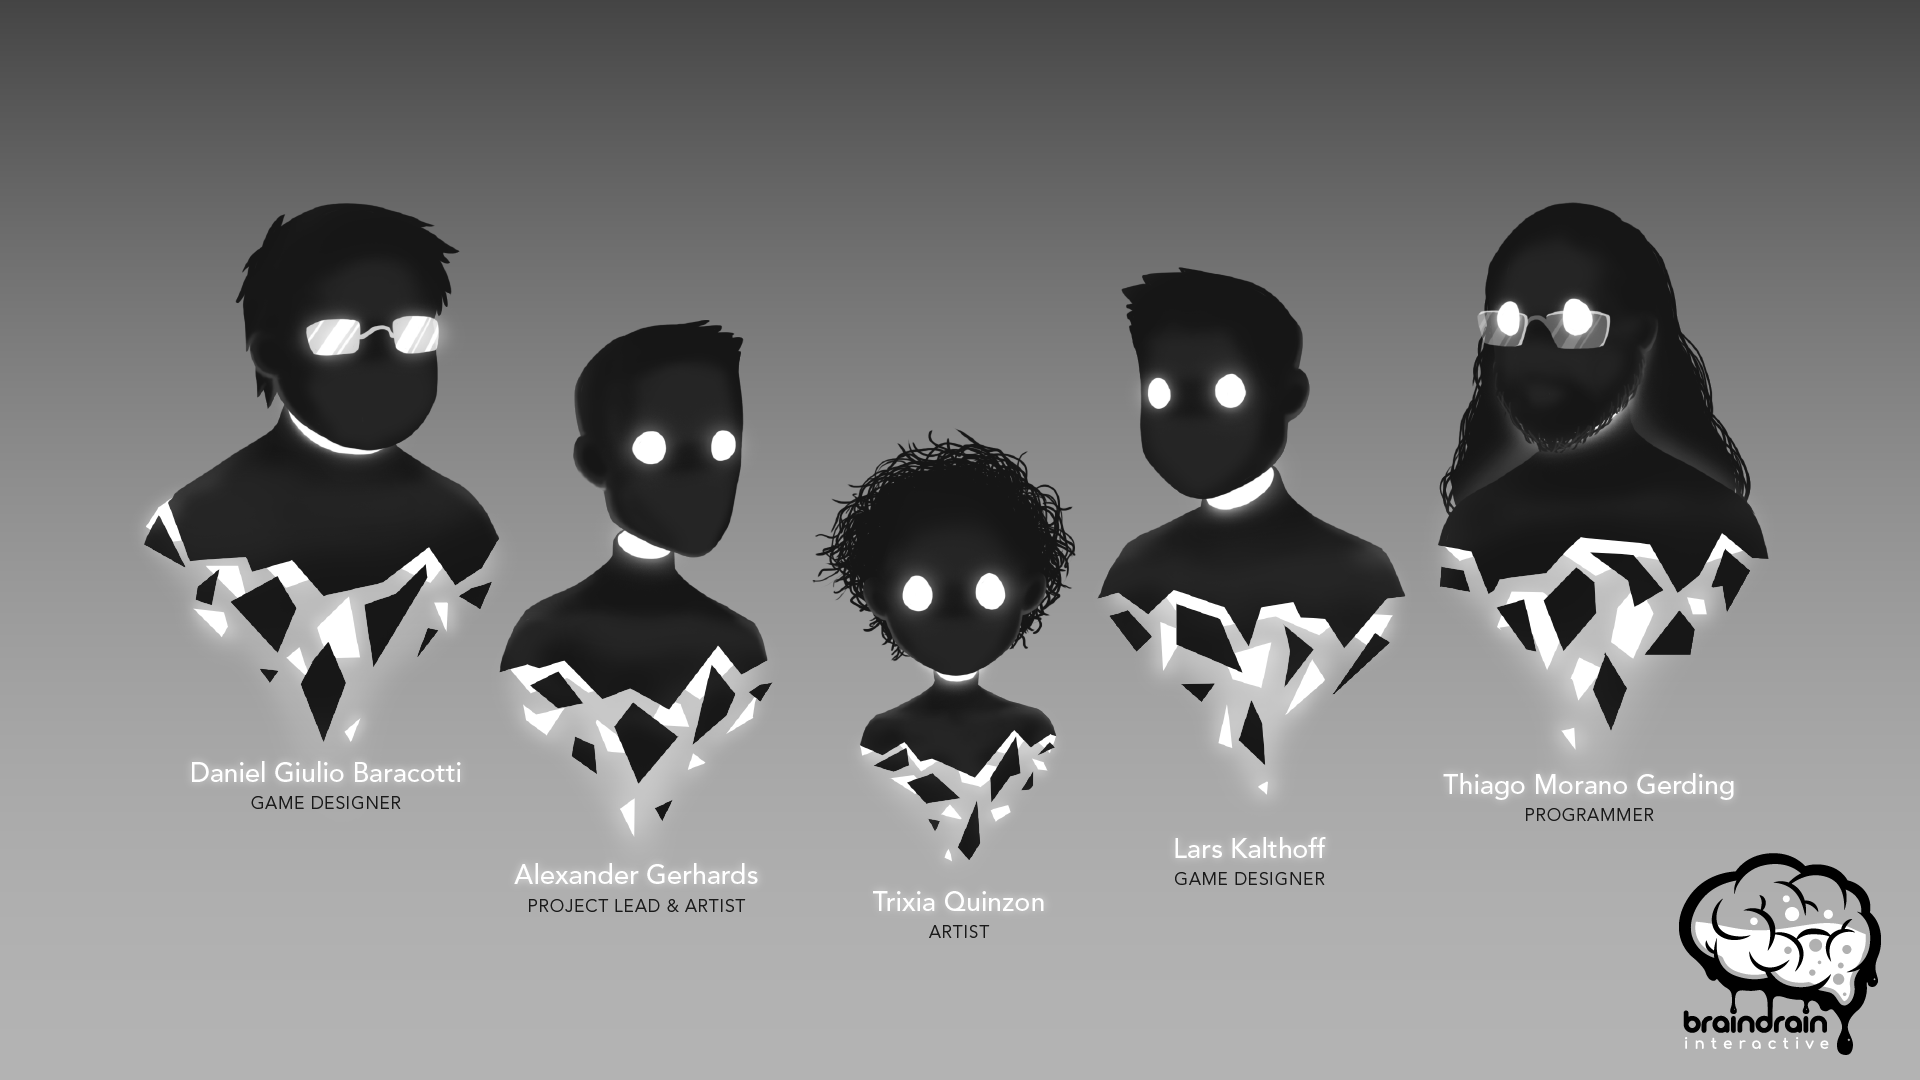 Daniel Giulio Baracotti
GAME DESIGNER
Alexander Gerhards
PROJECT LEAD & ARTIST
Trixia Quinzon
ARTIST
Lars Kalthoff
GAME DESIGNER
Thiago Morano Gerding
PROGRAMMER
braindrain
interactive